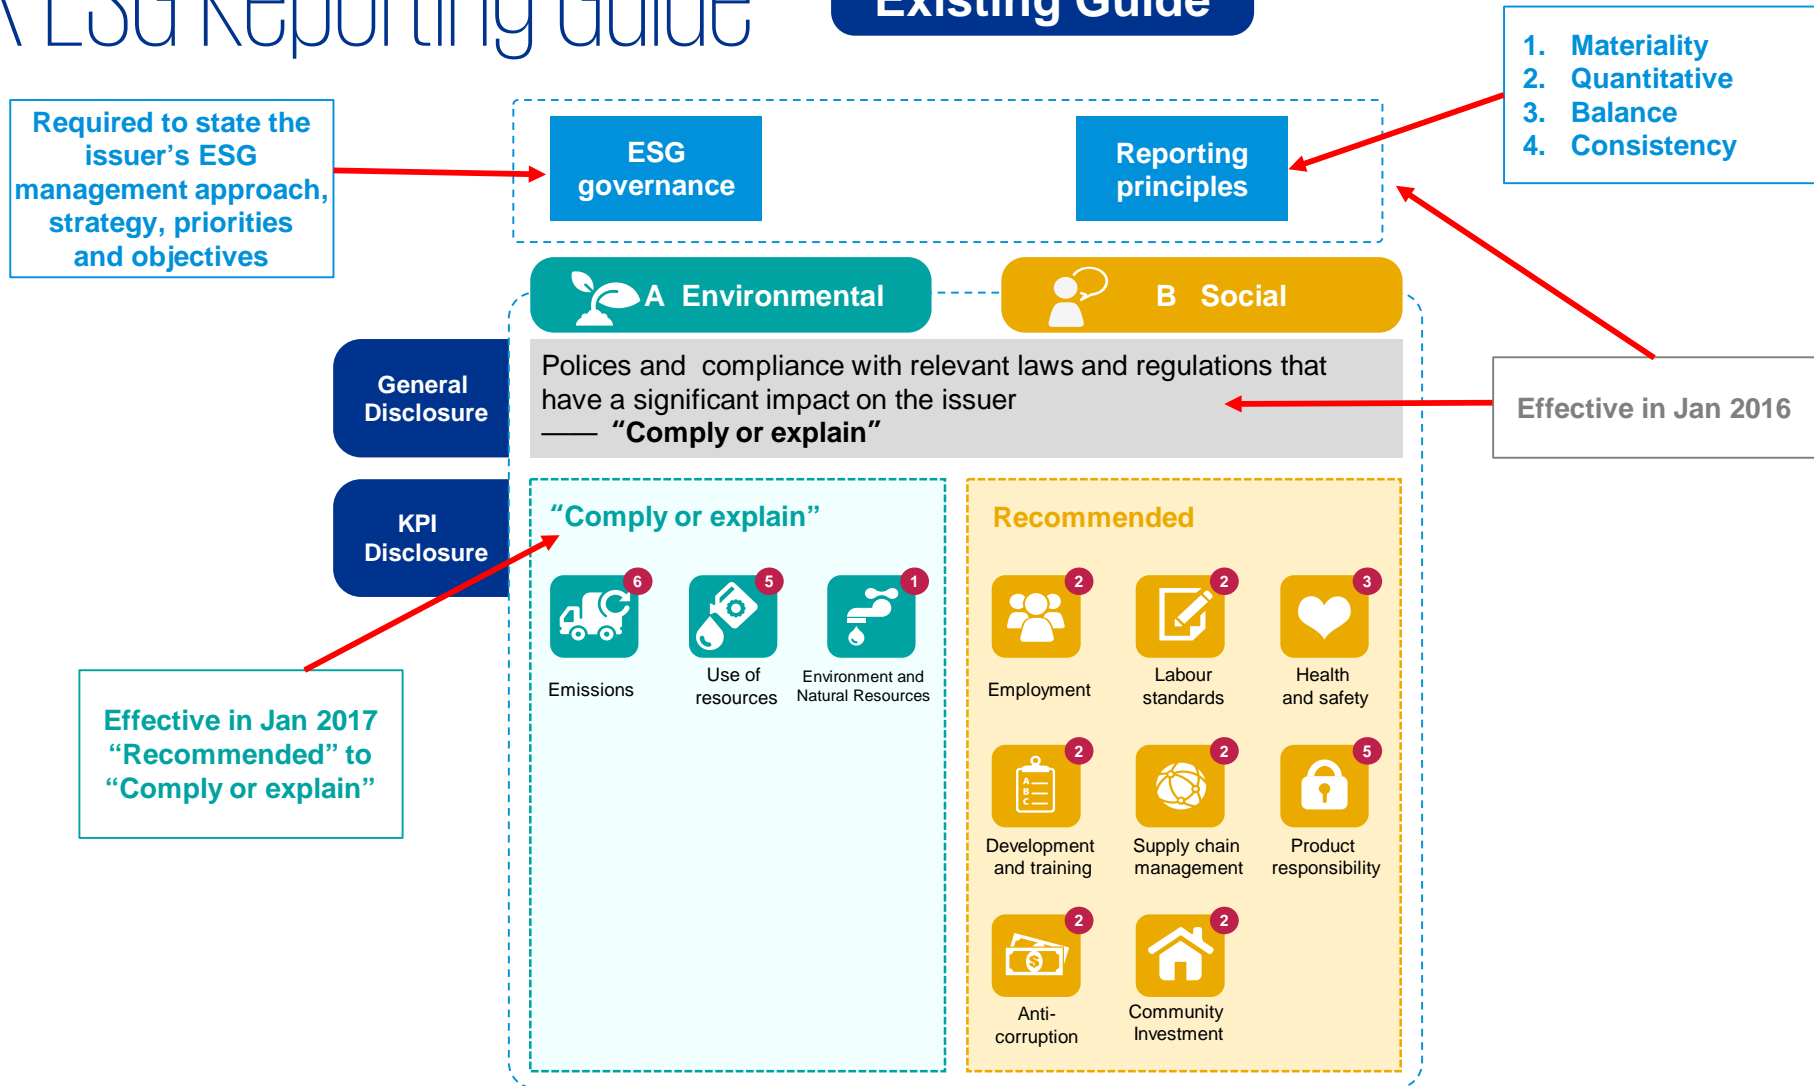 ESG Reporting Guide
Existing Guide
1. Materiality
2. Quantitative
3. Balance
4. Consistency
Required to state the
issuer's ESG
management approach,
strategy, priorities
and objectives
ESG
governance
Reporting
principles
A Environmental
B Social
General
Disclosure
Polices and compliance with relevant laws and regulations that
have a significant impact on the issuer
—— “Comply or explain”
Effective in Jan 2016
KPI
Disclosure
“Comply or explain”
6
5
1
Emissions
Use of
resources
Environment and
Natural Resources
Recommended
2
2
3
Employment
Labour
standards
Health
and safety
2
2
5
A
B
C
Development
and training
Supply chain
management
Product
responsibility
2
2
$
Anti-
corruption
Community
Investment
Effective in Jan 2017
“Recommended” to
“Comply or explain”